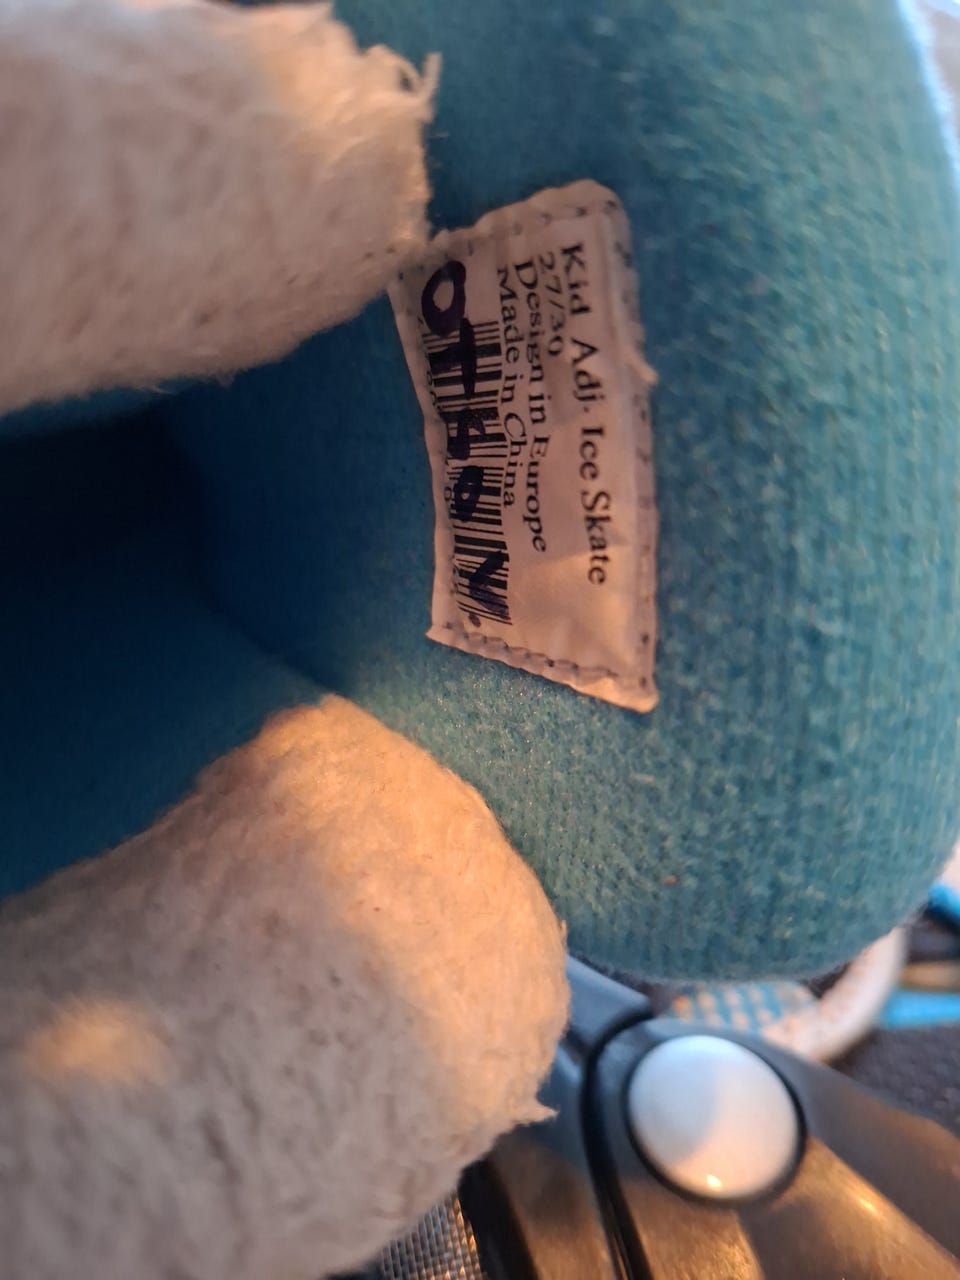 Kid Adj. Ice Skate
27/30
Design in Europe
Made in China